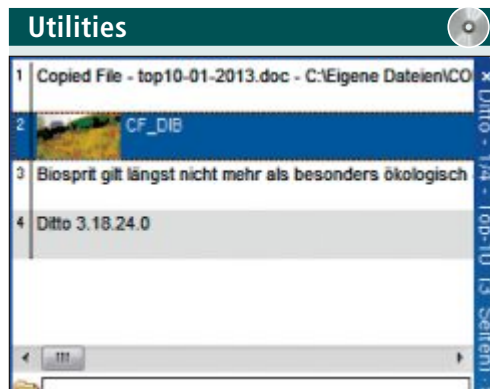 Utilities
1 Copied File - top10-01-2013.doc - C:\Eigene Dateien\CO
2 CF_DIB
3 Biosprit gilt längst nicht mehr als besonders ökologisch
4 Ditto 3.18.24.0
Ditto - 1/4 - Top-10 13 Seiten)